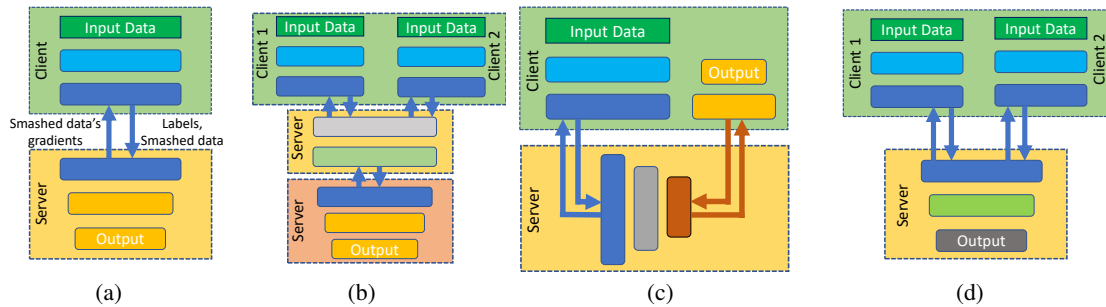 Input Data
Client
Smashed data's
gradients
Labels,
Smashed data
Server
Output
(a)
Client 1
Input Data
Input Data
Client 2
Server
Server
Output
(b)
Client
Input Data
Output
Server
(c)
Client 1
Input Data
Input Data
Client 2
Server
Output
(d)